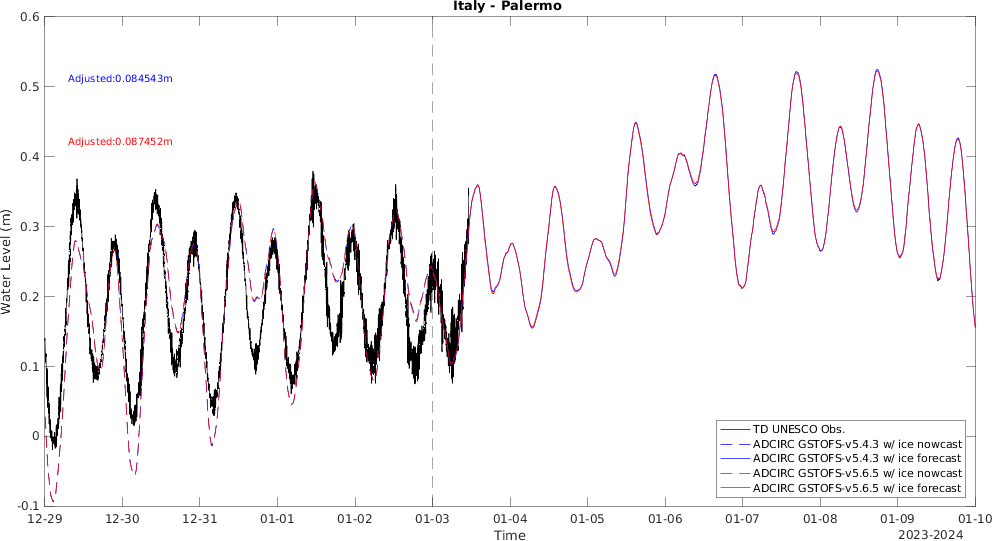 Italy - Palermo
0.6
0.5
0.4
0.3
0.2
0.1
0
-0.1
Water Level (m)
Adjusted:0.084543m
Adjusted:0.087452m
TD UNESCO Obs.
ADCIRC GSTOFS-v5.4.3 w/ ice nowcast
ADCIRC GSTOFS-v5.4.3 w/ ice forecast
ADCIRC GSTOFS-v5.6.5 w/ ice nowcast
ADCIRC GSTOFS-v5.6.5 w/ ice forecast
12-29 12-30 12-31 01-01 01-02 01-03 01-04 01-05 01-06 01-07 01-08 01-09 01-10
Time
2023-2024